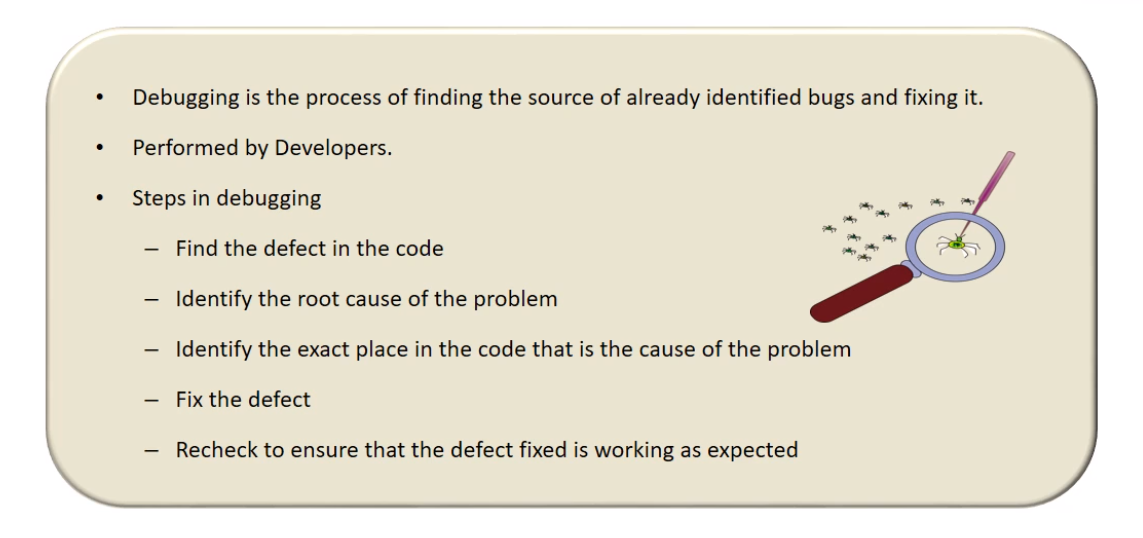 • Debugging is the process of finding the source of already identified bugs and fixing it.
• Performed by Developers.
• Steps in debugging
– Find the defect in the code
– Identify the root cause of the problem
– Identify the exact place in the code that is the cause of the problem
– Fix the defect
– Recheck to ensure that the defect fixed is working as expected